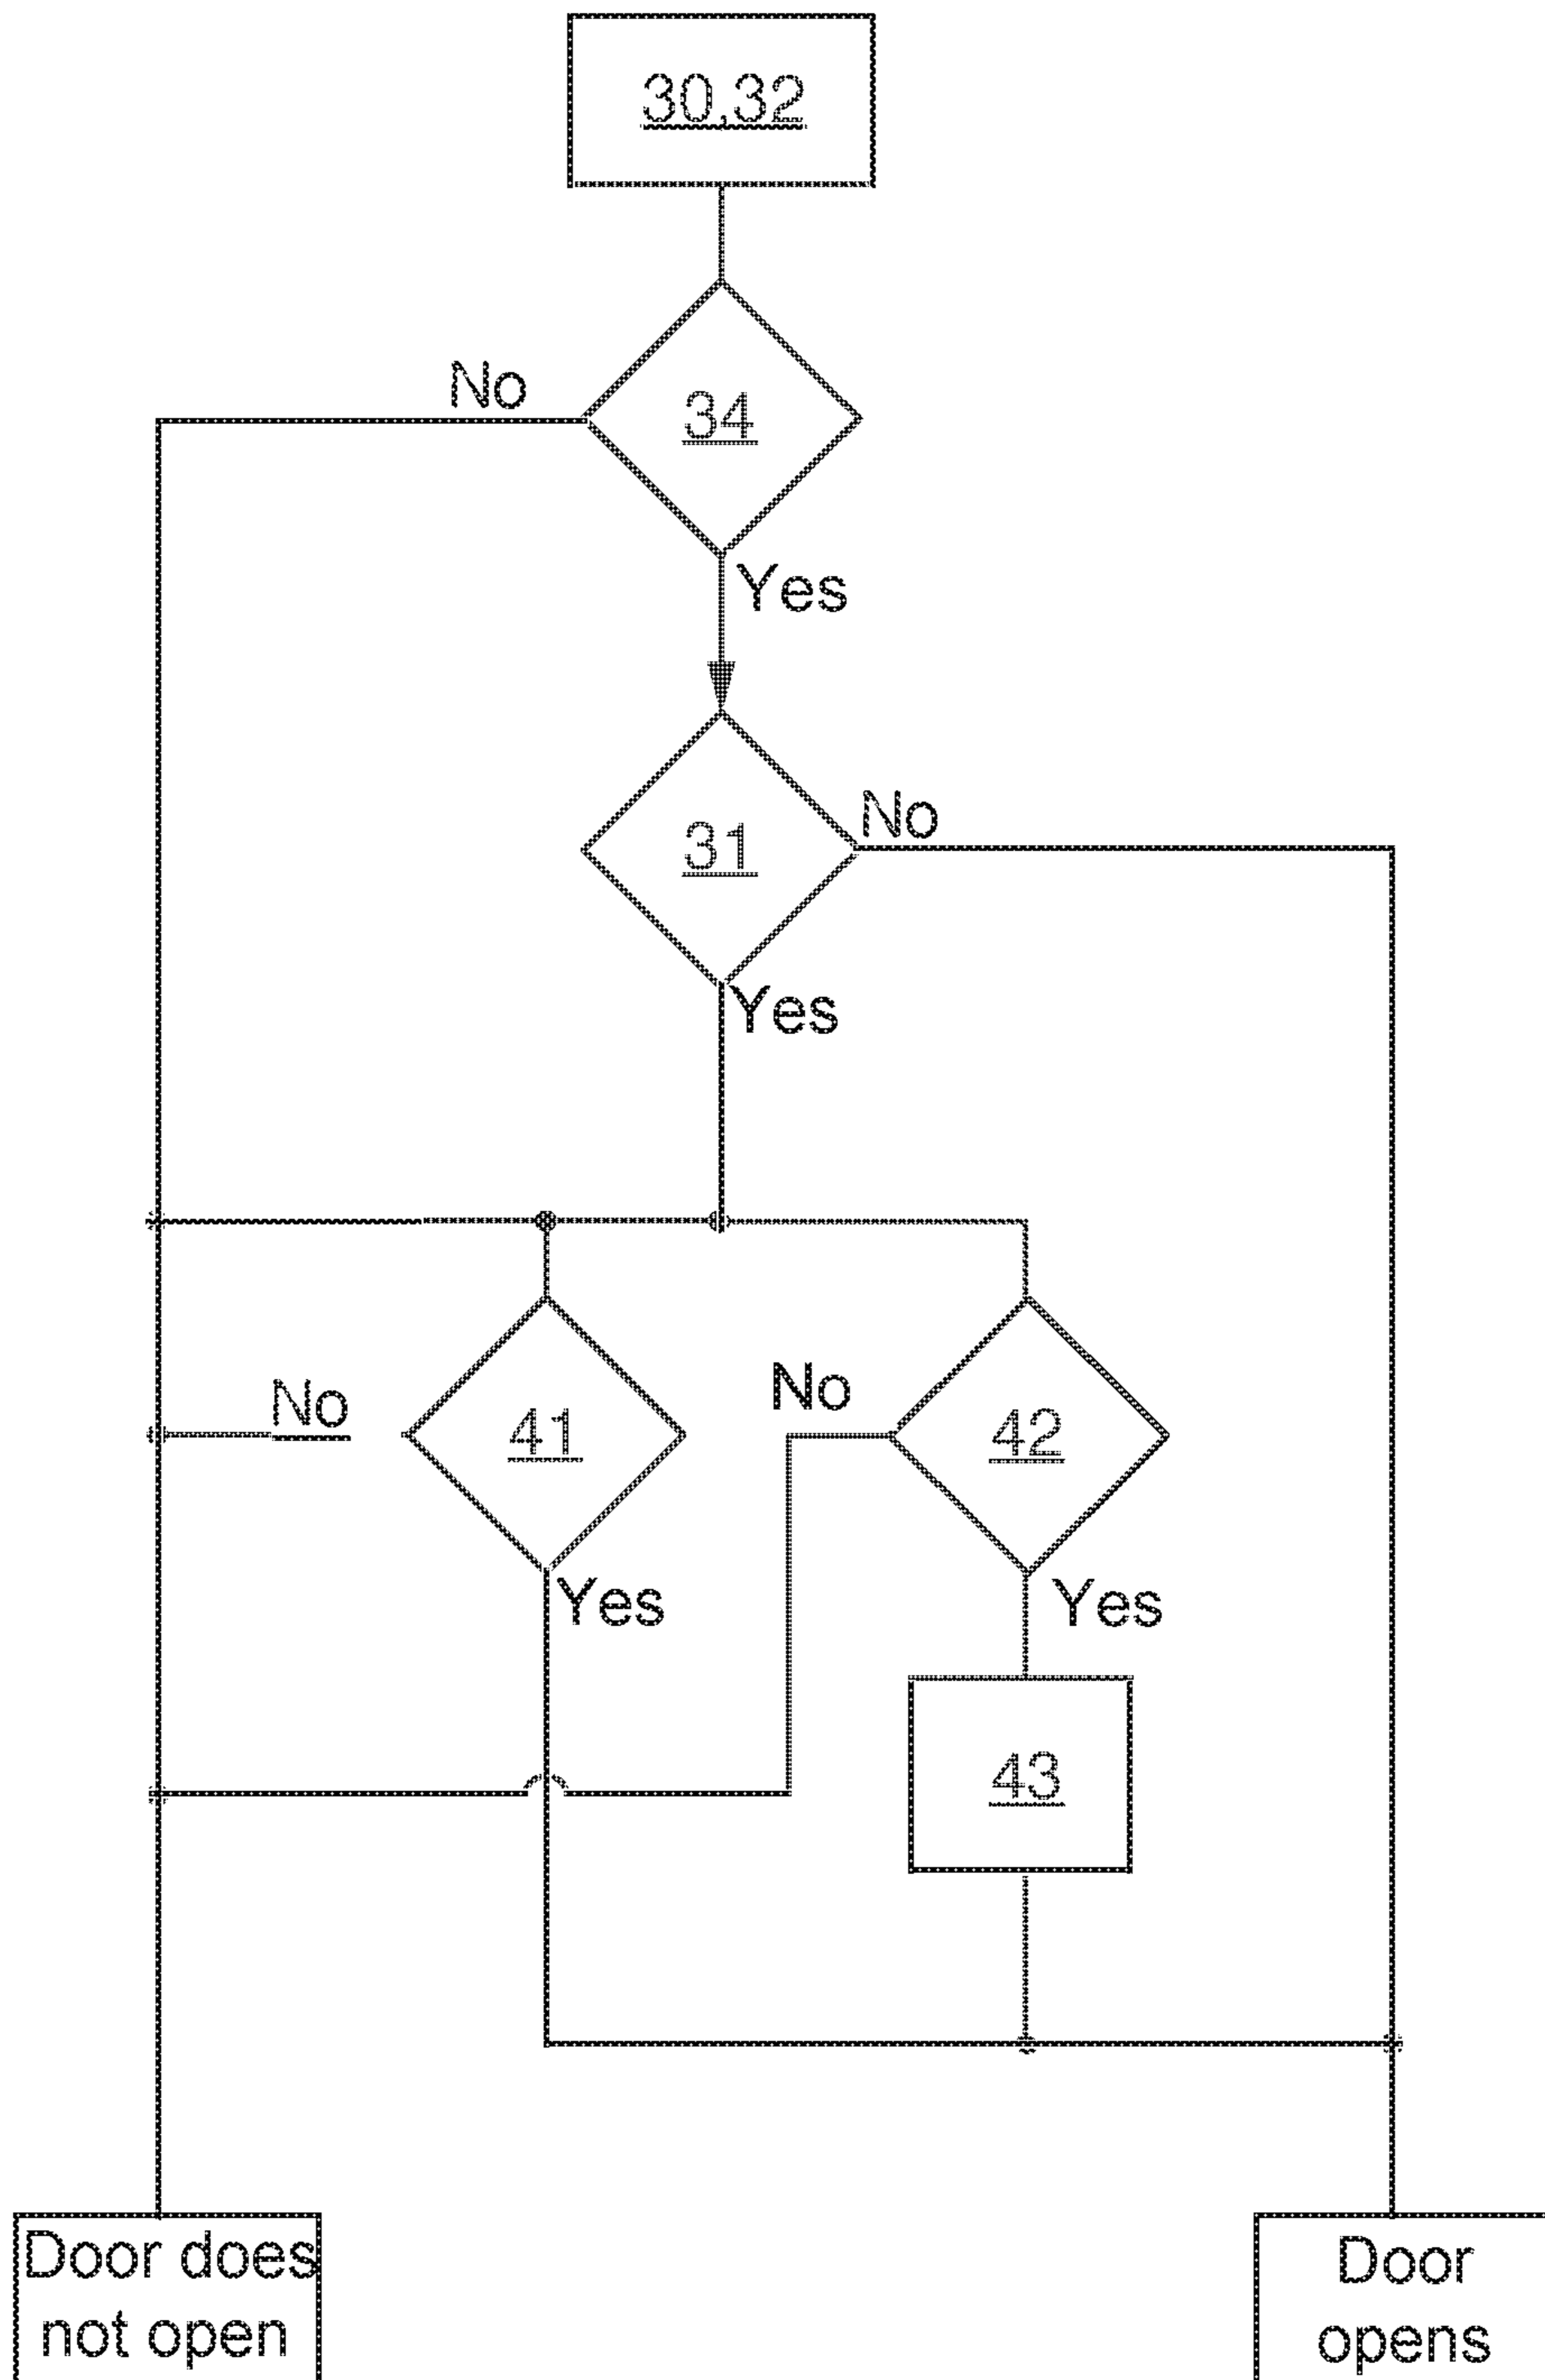 30,32
No
34
Yes
No
31
Yes
No
41
No
42
Yes
Yes
43
Door does
not open
Door
opens